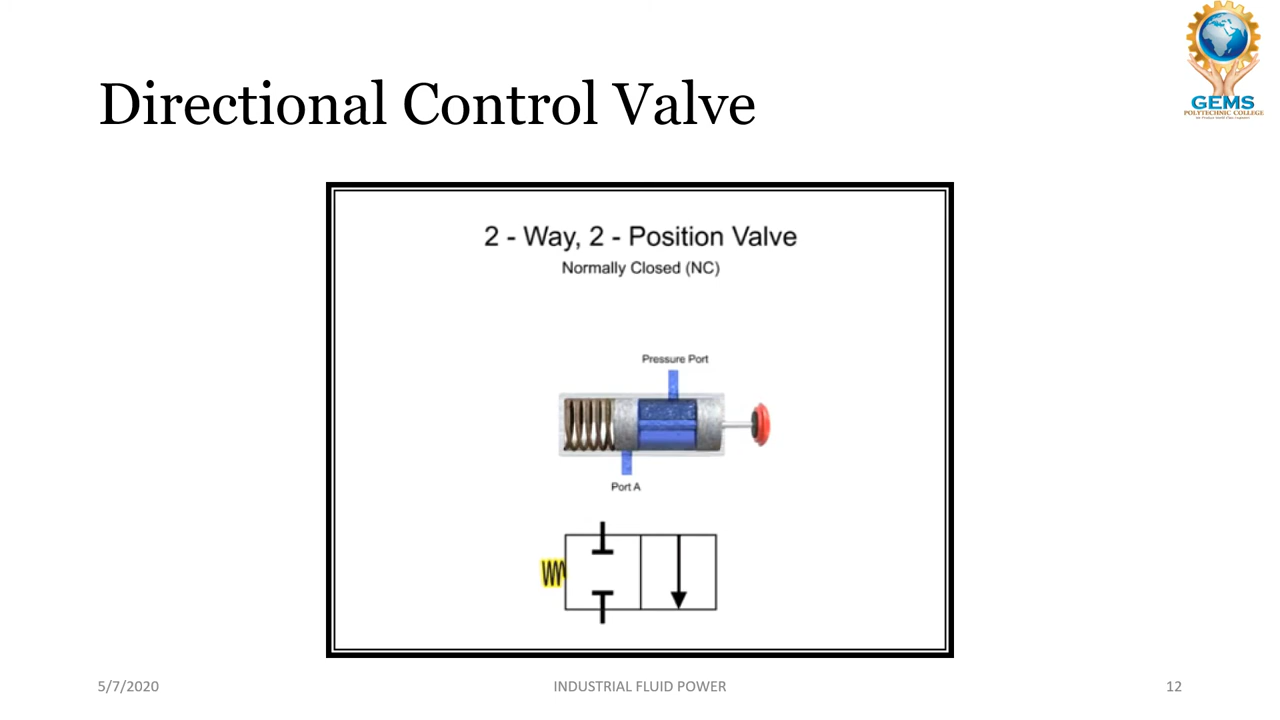 GEMS
POLYTECHNIC COLLEGE
Directional Control Valve
2 - Way, 2 - Position Valve
Normally Closed (NC)
Pressure Port
Port A
5/7/2020
INDUSTRIAL FLUID POWER
12